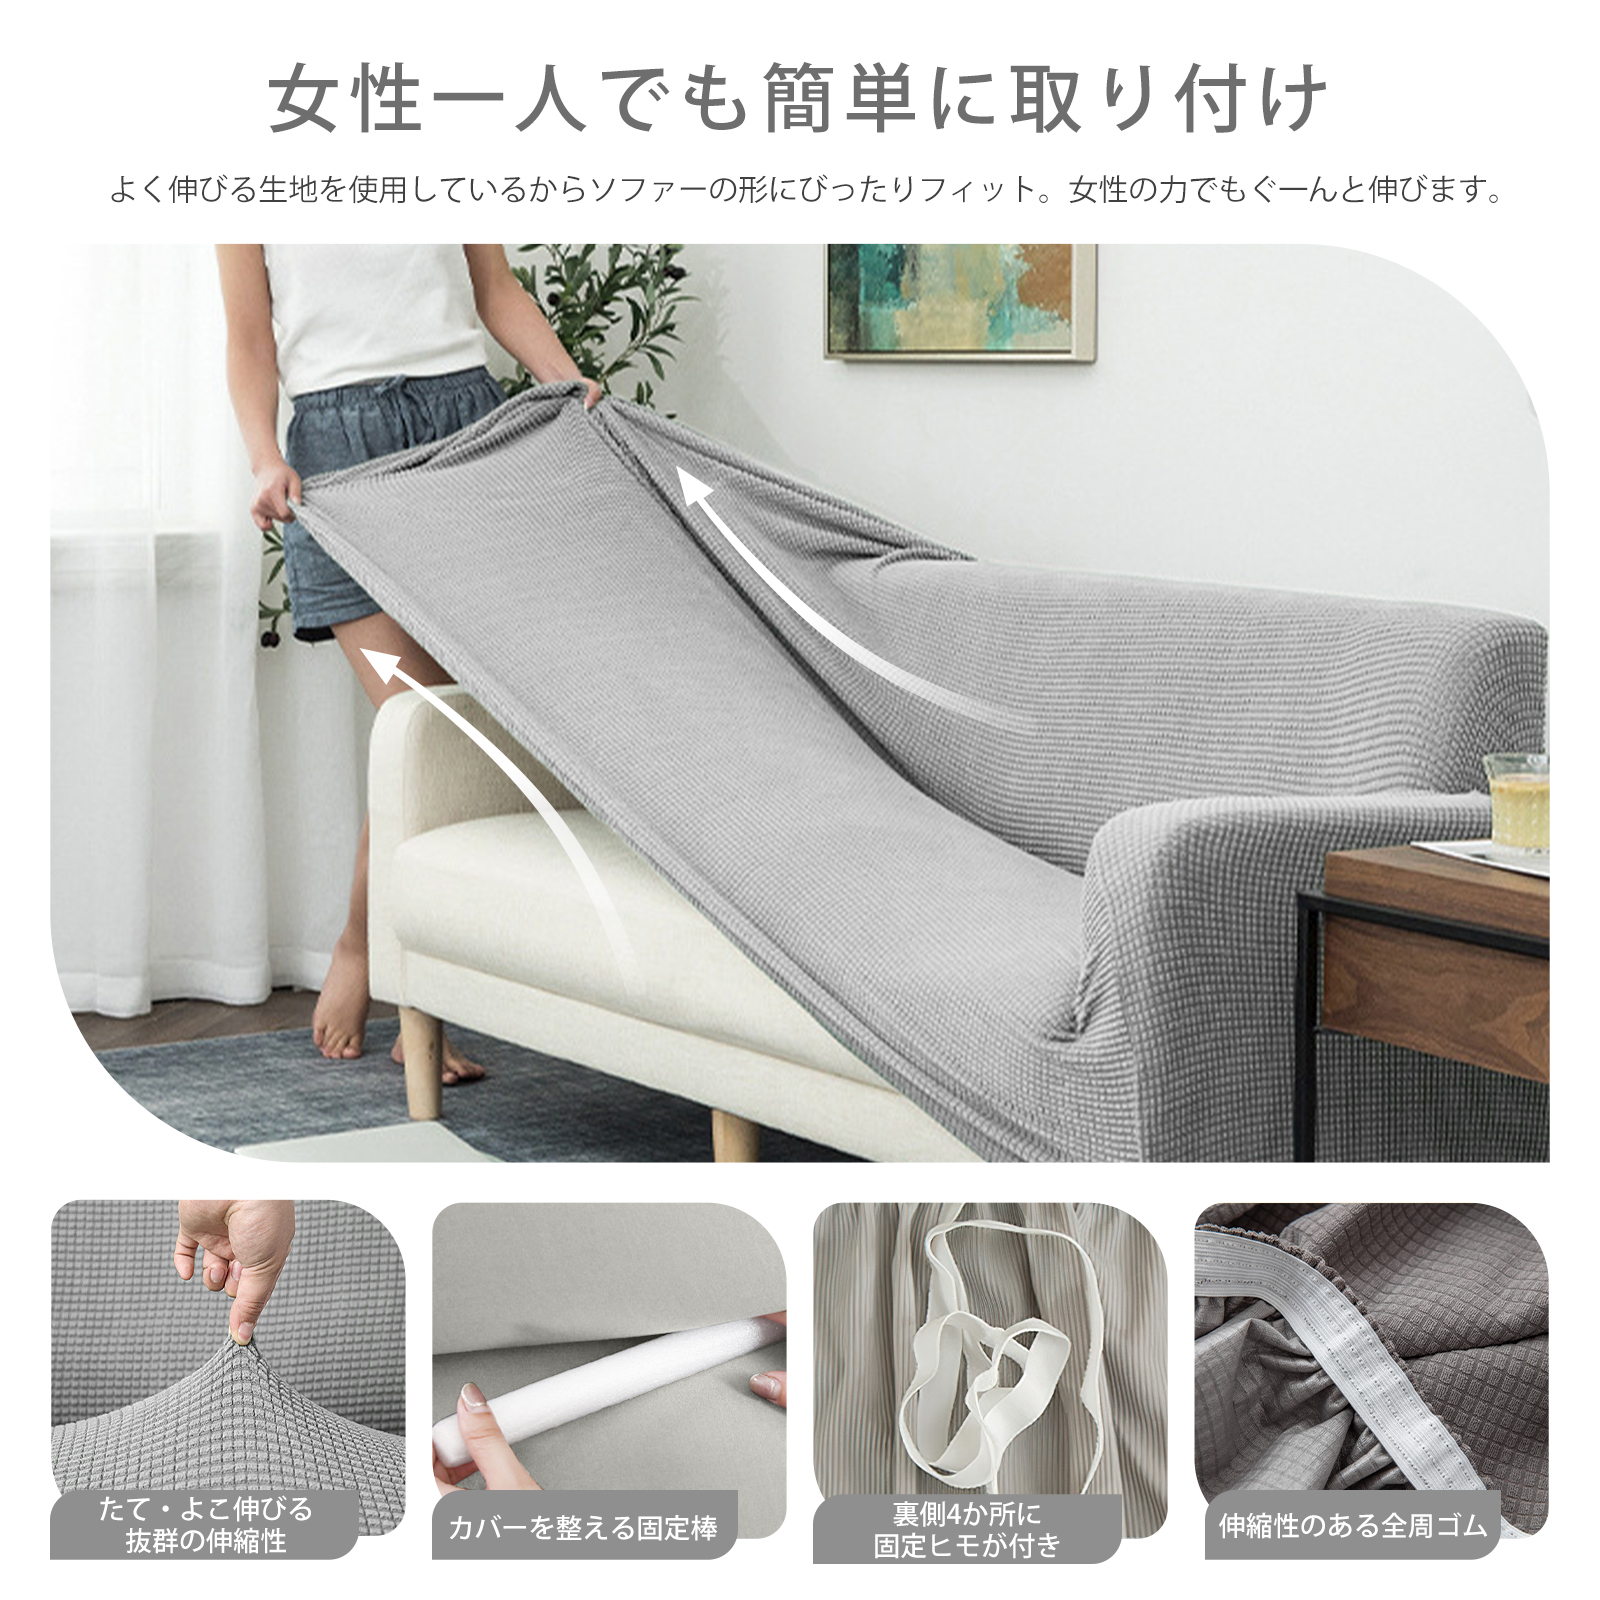 女性一人でも簡単に取り付け
よく伸びる生地を使用しているからソファーの形にぴったりフィット。女性の力でもぐーんと伸びます。
たて・よこ伸びる
抜群の伸縮性
カバーを整える固定棒
裏側4か所に
固定ヒモが付き
伸縮性のある全周ゴム